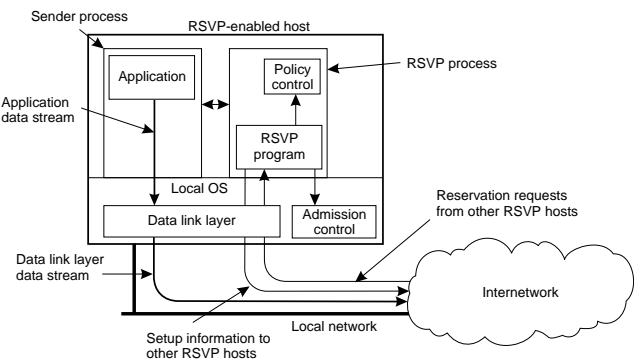 Sender process
RSVP-enabled host
Application
Policy
control
RSVP process
Application
data stream
RSVP
program
Local OS
Data link layer
Admission
control
Reservation requests
from other RSVP hosts
Data link layer
data stream
Internetwork
Local network
Setup information to
other RSVP hosts